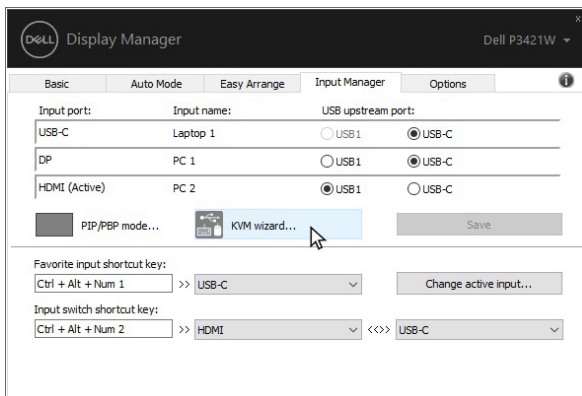 DELL Display Manager Dell P3421W
Basic Auto Mode Easy Arrange Input Manager Options
Input port: Input name: USB upstream port:
USB-C Laptop 1 USB1 USB-C
DP PC 1 USB1 USB-C
HDMI (Active) PC 2 USB1 USB-C
PIP/PBP mode... KVM wizard... Save
Favorite input shortcut key:
Ctrl + Alt + Num 1 >> USB-C Change active input...
Input switch shortcut key:
Ctrl + Alt + Num 2 >> HDMI <<>> USB-C